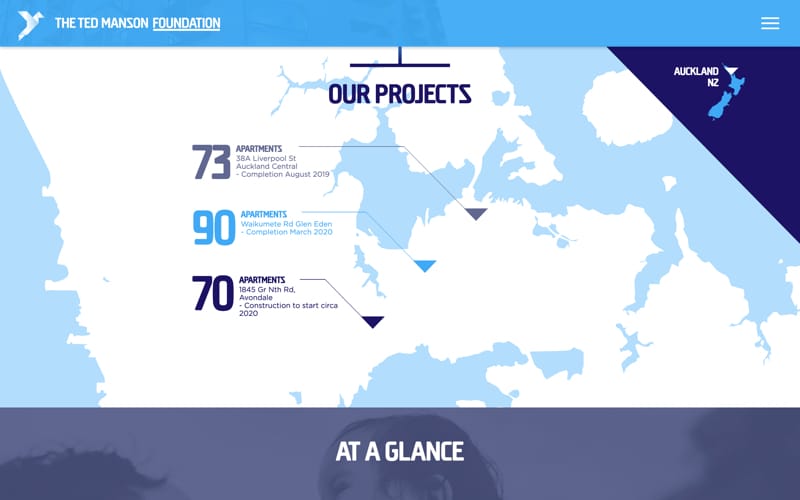 THE TED MANSON FOUNDATION
AUCKLAND
NZ
OUR PROJECTS
73
APARTMENTS
38A Liverpool St
Auckland Central
- Completion August 2019
90
APARTMENTS
Waikumete Rd Glen Eden
- Completion March 2020
70
APARTMENTS
1845 Gr Nth Rd,
Avondale
- Construction to start circa
2020
AT A GLANCE